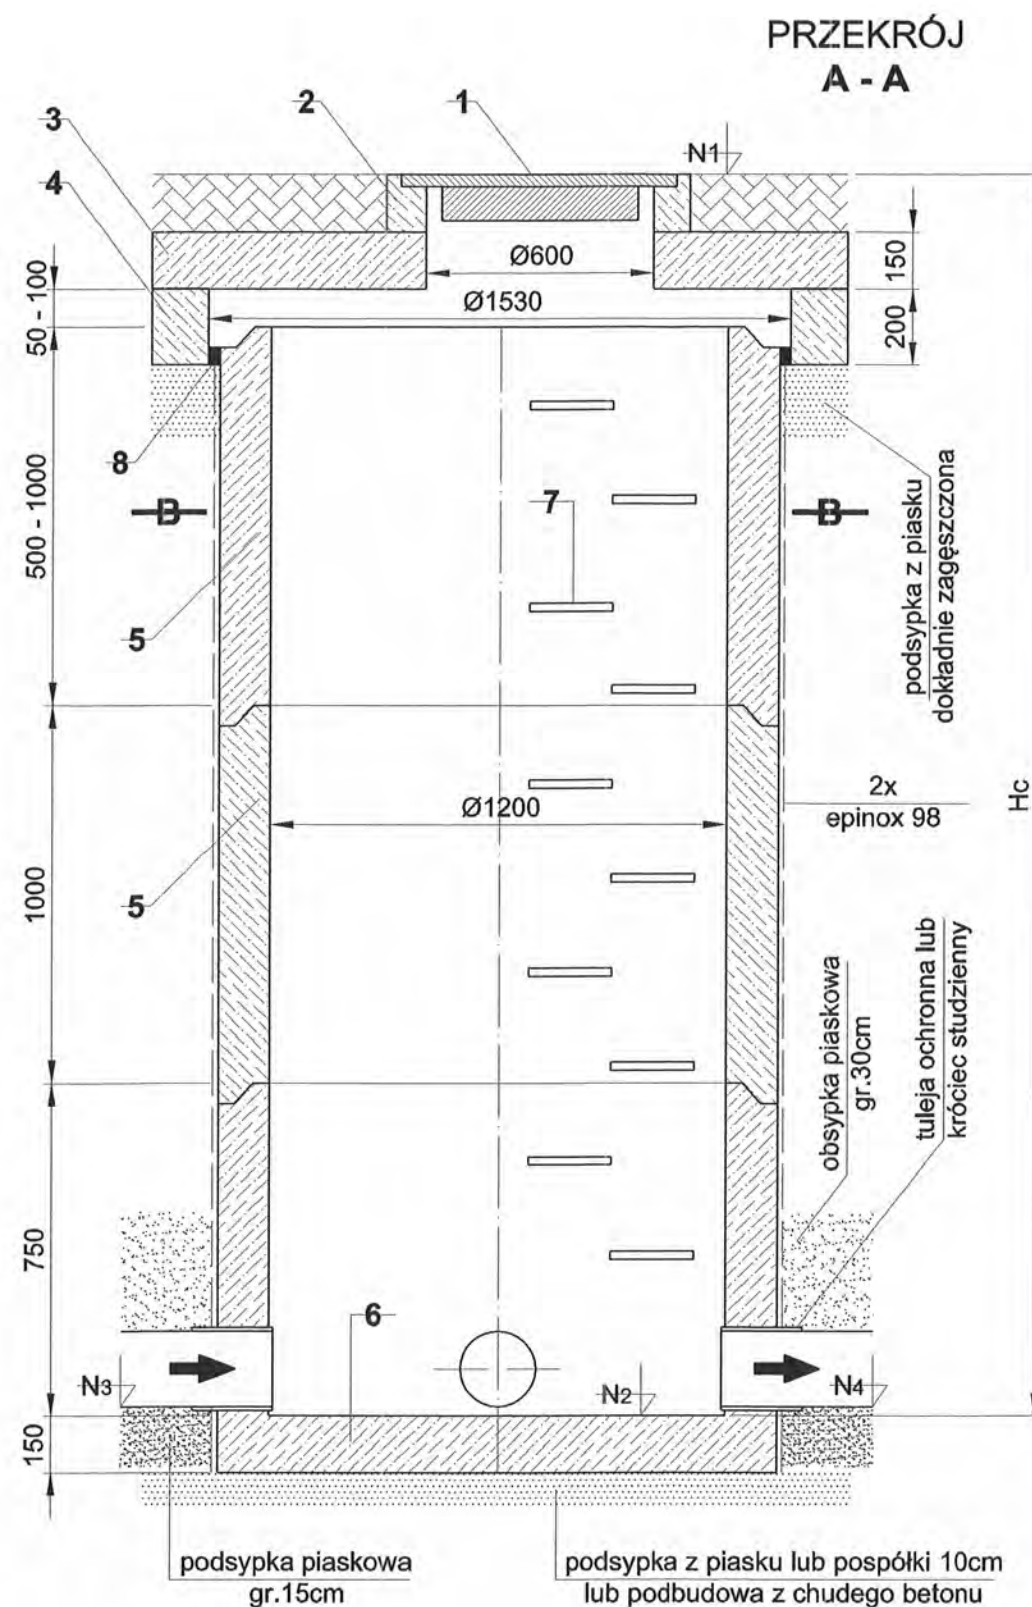 PRZEKRÓJ
A - A
1
2
3
4
N1
Ø600
150
Ø1530
200
50 - 100
8
B
B
7
500 - 1000
5
podsypka z piasku
dokładnie zagęszczona
2x
epinox 98
Hc
Ø1200
1000
5
tuleja ochronna lub
króciec studzienny
obsypka piaskowa
gr.30cm
750
6
N3
N2
N4
150
podsypka piaskowa
gr.15cm
podsypka z piasku lub pospółki 10cm
lub podbudowa z chudego betonu